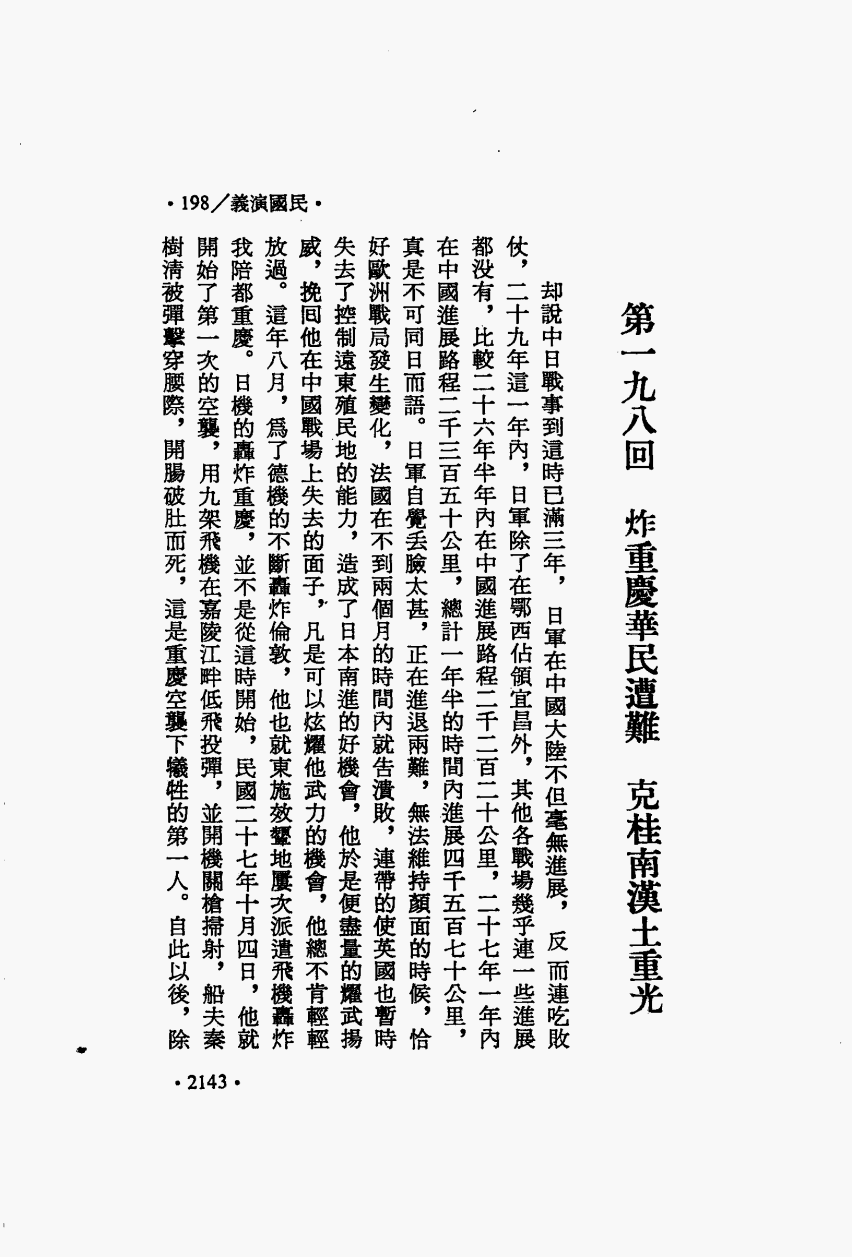 ·198／義演國民·
第一九八回　炸重慶華民遭難　克桂南漢土重光
却說中日戰事到這時已滿三年，日軍在中國大陸不但毫無進展，反而連吃敗
仗，二十九年這一年內，日軍除了在鄂西佔領宜昌外，其他各戰場幾乎連一些進展
都没有，比較二十六年半年內在中國進展路程二千二百二十公里，二十七年一年內
在中國進展路程二千三百五十公里，總計一年半的時間內進展四千五百七十公里，
真是不可同日而語。日軍自覺丢臉太甚，正在進退兩難，無法維持顏面的時候，恰
好歐洲戰局發生變化，法國在不到兩個月的時間內就告潰敗，連帶的使英國也暫時
失去了控制遠東殖民地的能力，造成了日本南進的好機會，他於是便盡量的耀武揚
威，挽回他在中國戰場上失去的面子，凡是可以炫耀他武力的機會，他總不肯輕輕
放過。這年八月，爲了德機的不斷轟炸倫敦，他也就東施效顰地屢次派遣飛機轟炸
我陪都重慶。日機的轟炸重慶，並不是從這時開始，民國二十七年十月四日，他就
開始了第一次的空襲，用九架飛機在嘉陵江畔低飛投彈，並開機關槍掃射，船夫秦
樹清被彈擊穿腰際，開腸破肚而死，這是重慶空襲下犧牲的第一人。自此以後，除
·2143·